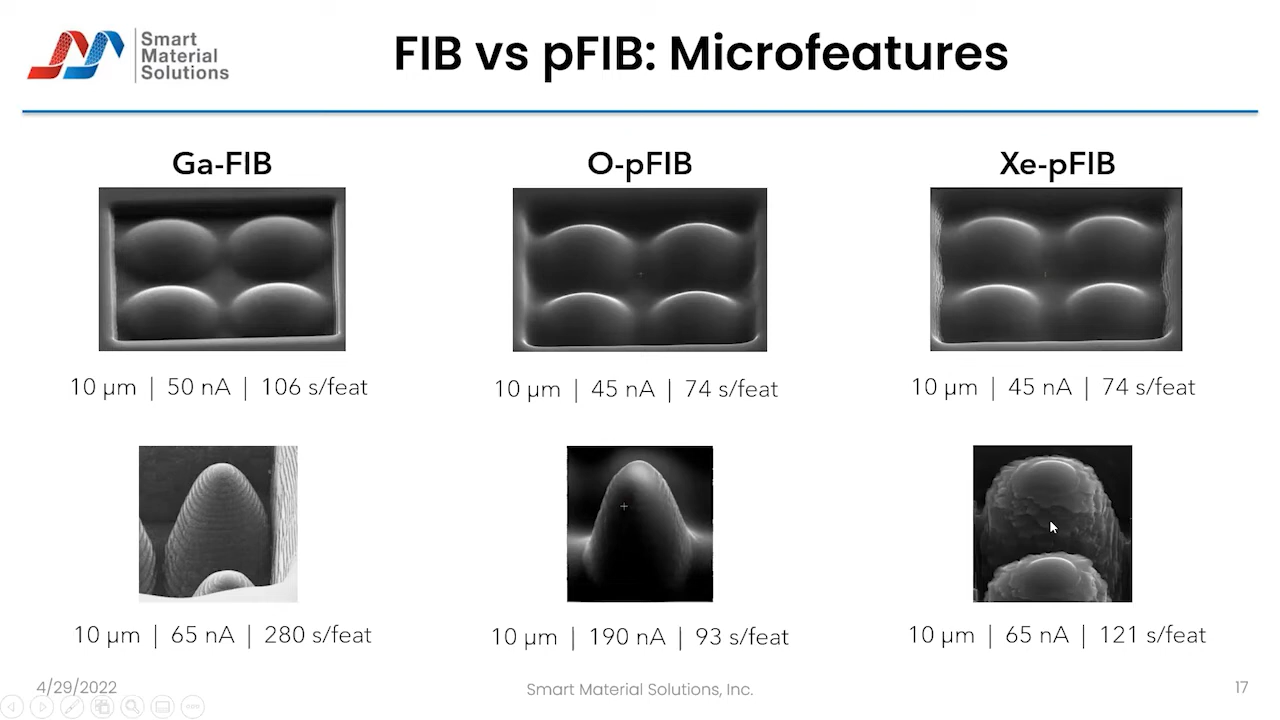 Smart
Material
Solutions
FIB vs pFIB: Microfeatures
Ga-FIB
O-pFIB
Xe-pFIB
10 µm | 50 nA | 106 s/feat
10 µm | 45 nA | 74 s/feat
10 µm | 45 nA | 74 s/feat
10 µm | 65 nA | 280 s/feat
10 µm | 190 nA | 93 s/feat
10 µm | 65 nA | 121 s/feat
4/29/2022
Smart Material Solutions, Inc.
17